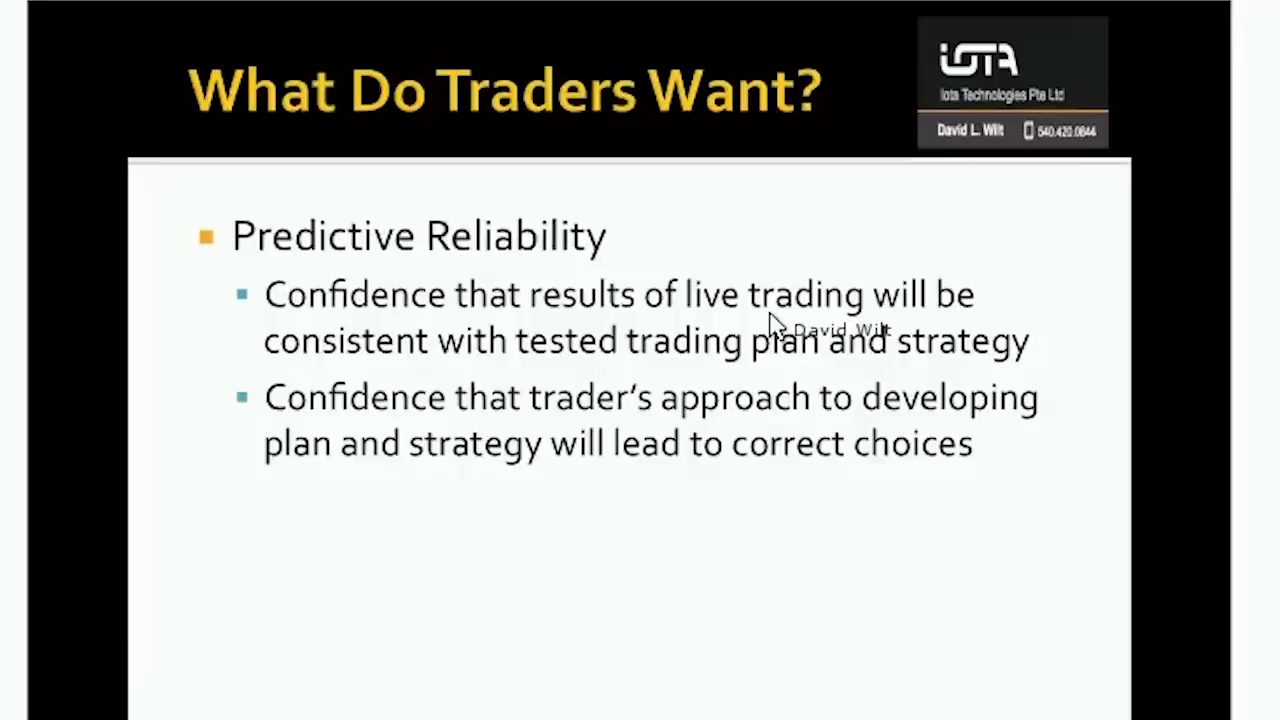 What Do Traders Want?
iOTA
Iota Technologies Pte Ltd
David L. Wilt 540.420.0844
Predictive Reliability
Confidence that results of live trading will be
David Wilt
consistent with tested trading plan and strategy
Confidence that trader's approach to developing
plan and strategy will lead to correct choices